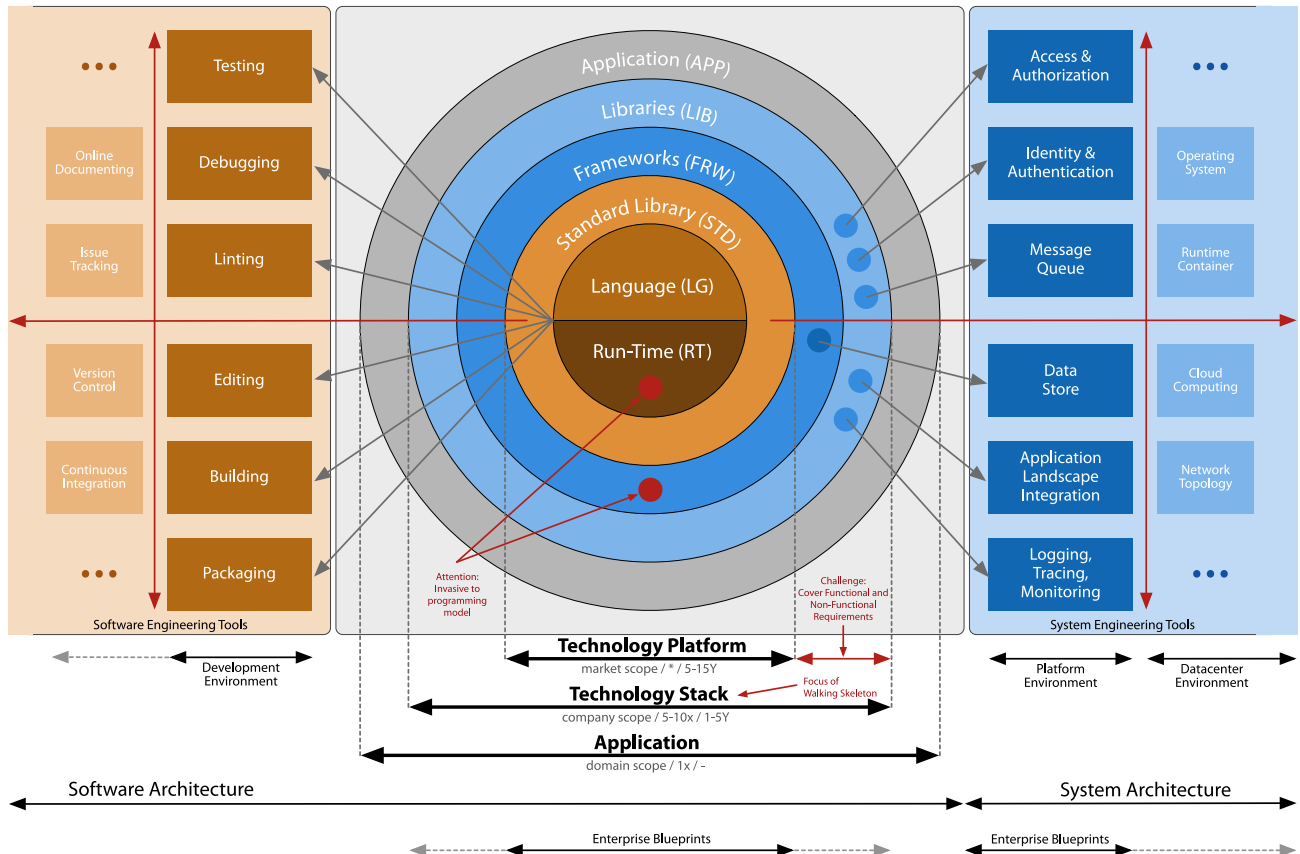 Testing
Online
Documenting
Debugging
Issue
Tracking
Linting
Version
Control
Editing
Continuous
Integration
Building
Packaging
Software Engineering Tools
Development
Environment
Application (APP)
Libraries (LIB)
Frameworks (FRW)
Standard Library (STD)
Language (LG)
Run-Time (RT)
Attention:
Invasive to
programming
model
Challenge:
Cover Functional and
Non-Functional
Requirements
Access &
Authorization
Identity &
Authentication
Operating
System
Message
Queue
Runtime
Container
Data
Store
Cloud
Computing
Application
Landscape
Integration
Network
Topology
Logging,
Tracing,
Monitoring
System Engineering Tools
Platform
Environment
Datacenter
Environment
Technology Platform
market scope / * / 5-15Y
Technology Stack
company scope / 5-10x / 1-5Y
Focus of
Walking Skeleton
Application
domain scope / 1x / -
Software Architecture
System Architecture
Enterprise Blueprints
Enterprise Blueprints